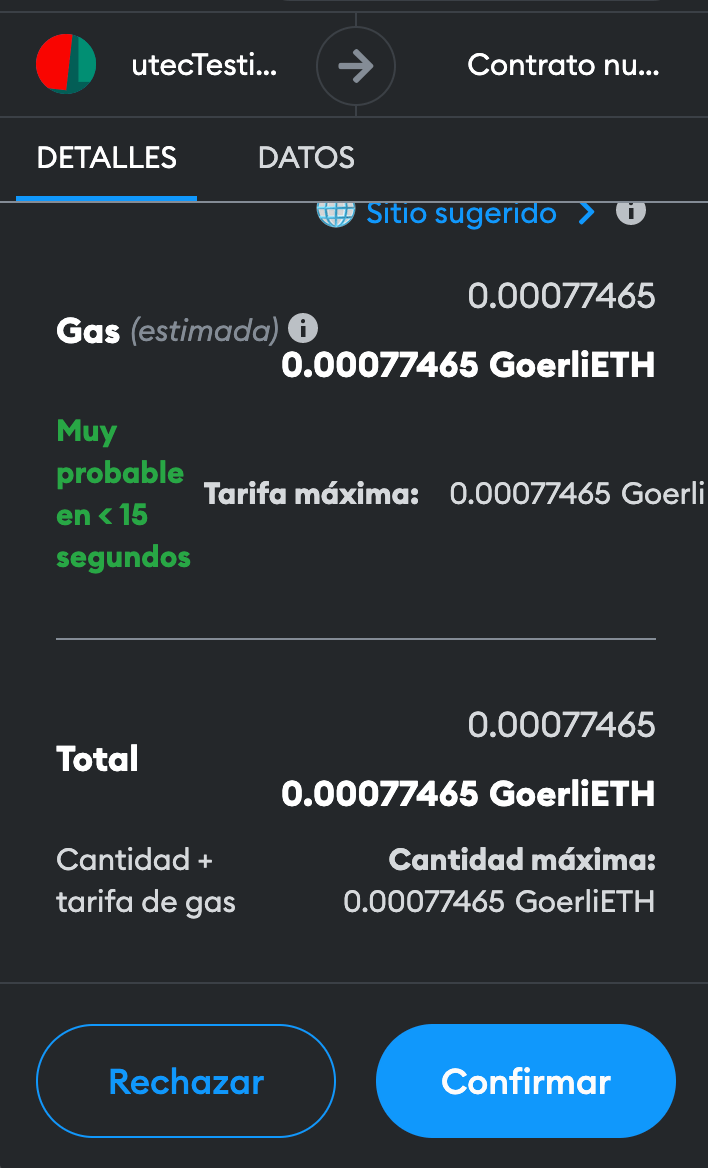 utecTesti...
Contrato nu...
DETALLES
DATOS
Sitio sugerido
0.00077465
Gas (estimada)
0.00077465 GoerliETH
Muy
probable
en < 15
segundos
Tarifa máxima: 0.00077465 Goerli
0.00077465
Total
0.00077465 GoerliETH
Cantidad +
tarifa de gas
Cantidad máxima:
0.00077465 GoerliETH
Rechazar
Confirmar